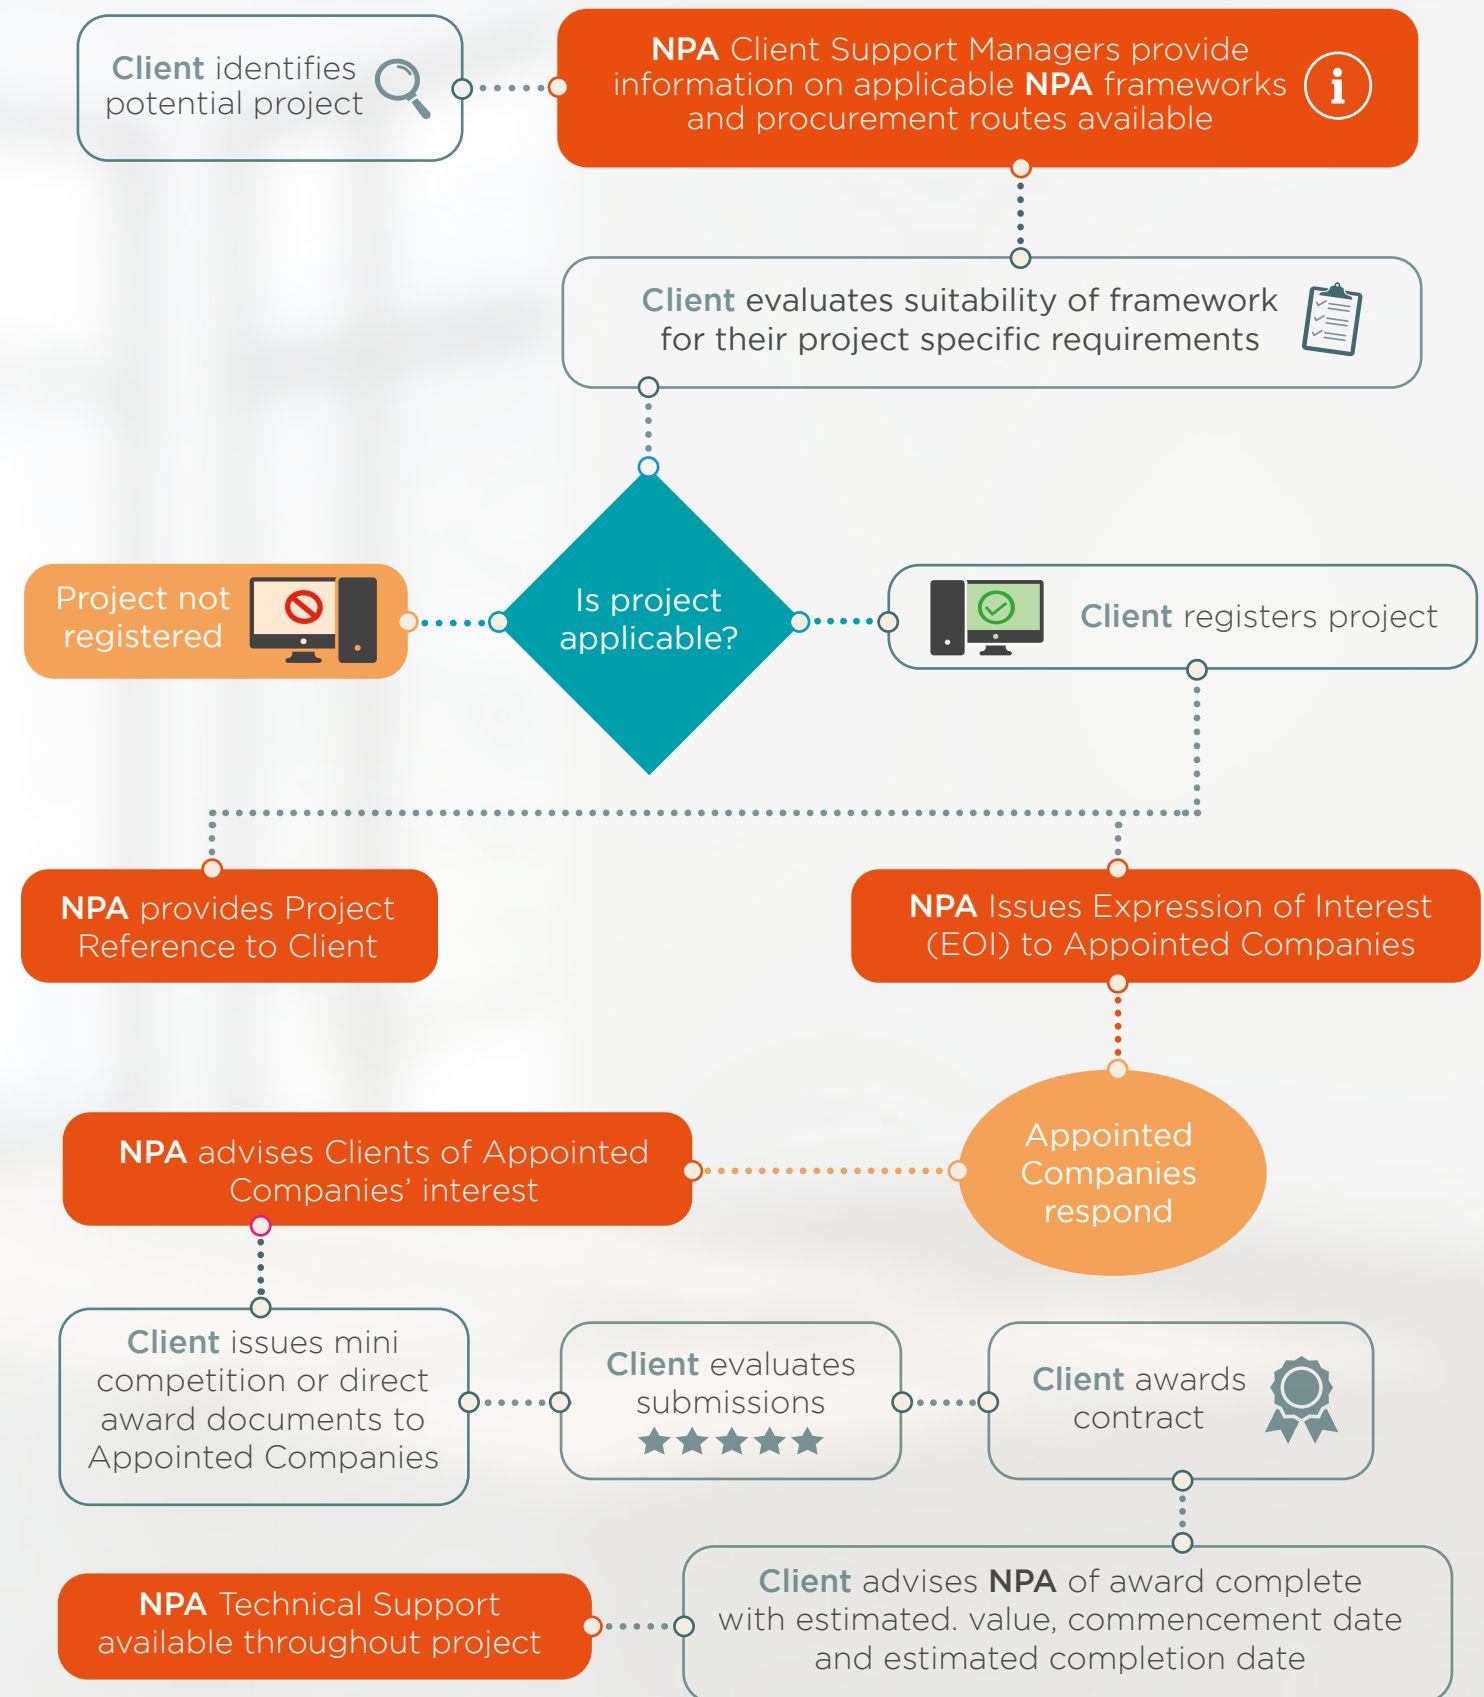 Client identifies
potential project
NPA Client Support Managers provide
information on applicable NPA frameworks
and procurement routes available
i
Client evaluates suitability of framework
for their project specific requirements
Is project
applicable?
Project not
registered
Client registers project
NPA provides Project
Reference to Client
NPA Issues Expression of Interest
(EOI) to Appointed Companies
Appointed
Companies
respond
NPA advises Clients of Appointed
Companies’ interest
Client issues mini
competition or direct
award documents to
Appointed Companies
Client evaluates
submissions
Client awards
contract
Client advises NPA of award complete
with estimated. value, commencement date
and estimated completion date
NPA Technical Support
available throughout project